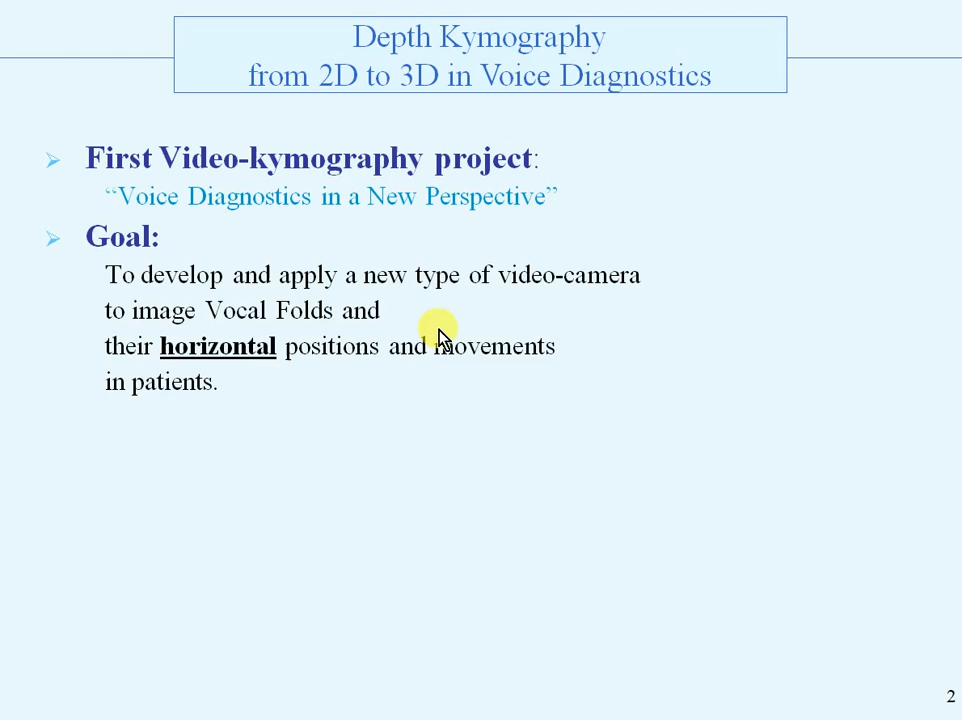 Depth Kymography
from 2D to 3D in Voice Diagnostics
First Video-kymography project:
“Voice Diagnostics in a New Perspective”
Goal:
To develop and apply a new type of video-camera
to image Vocal Folds and
their horizontal positions and movements
in patients.
2